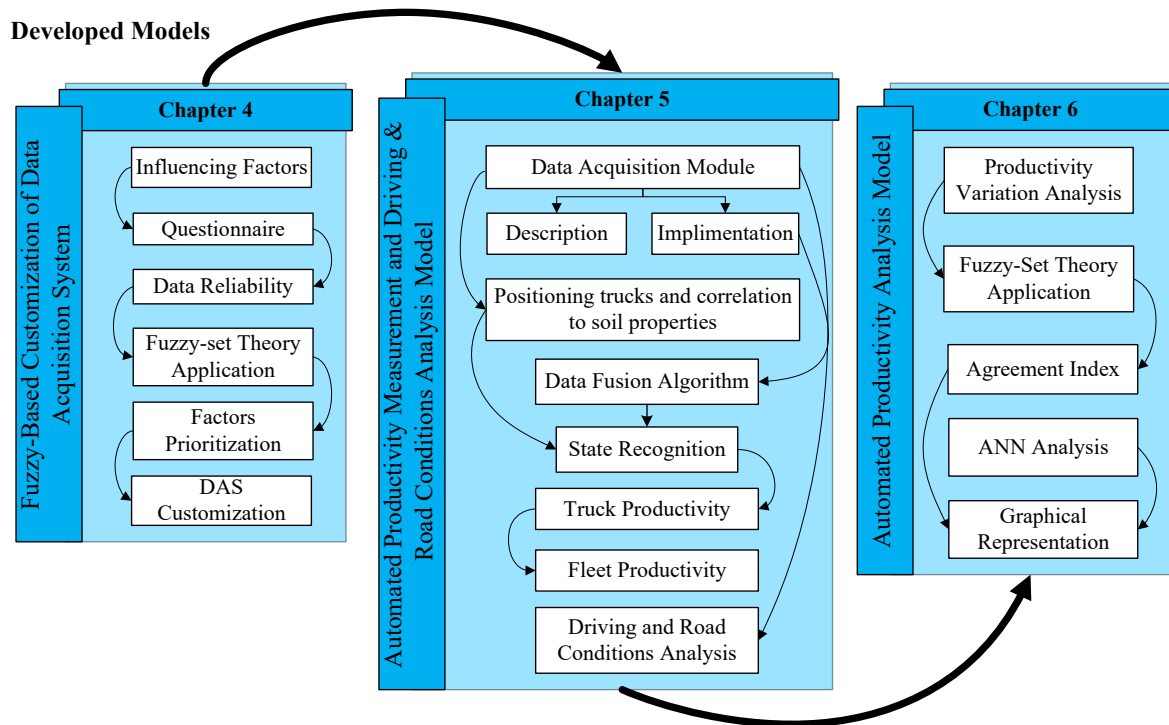 Developed Models
Fuzzy-Based Customization of Data
Acquisition System
Chapter 4
Influencing Factors
Questionnaire
Data Reliability
Fuzzy-set Theory
Application
Factors
Prioritization
DAS
Customization
Automated Productivity Measurement and Driving &
Road Conditions Analysis Model
Chapter 5
Data Acquisition Module
Description
Implimentation
Positioning trucks and correlation
to soil properties
Data Fusion Algorithm
State Recognition
Truck Productivity
Fleet Productivity
Driving and Road
Conditions Analysis
Automated Productivity Analysis Model
Chapter 6
Productivity
Variation Analysis
Fuzzy-Set Theory
Application
Agreement Index
ANN Analysis
Graphical
Representation